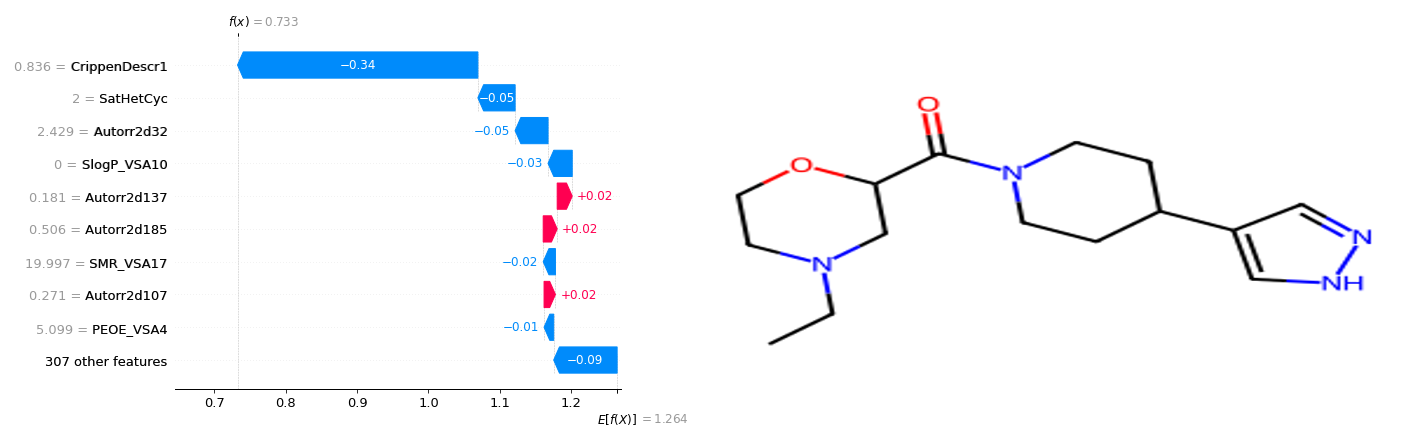 f(x) = 0.733
0.836 = CrippenDescr1
−0.34
2 = SatHetCyc
−0.05
2.429 = Autorr2d32
−0.05
0 = SlogP_VSA10
−0.03
0.181 = Autorr2d137
+0.02
0.506 = Autorr2d185
+0.02
19.997 = SMR_VSA17
−0.02
0.271 = Autorr2d107
+0.02
5.099 = PEOE_VSA4
−0.01
307 other features
−0.09
0.7 0.8 0.9 1.0 1.1 1.2
E[f(X)] = 1.264
O
O
N
N
N
NH